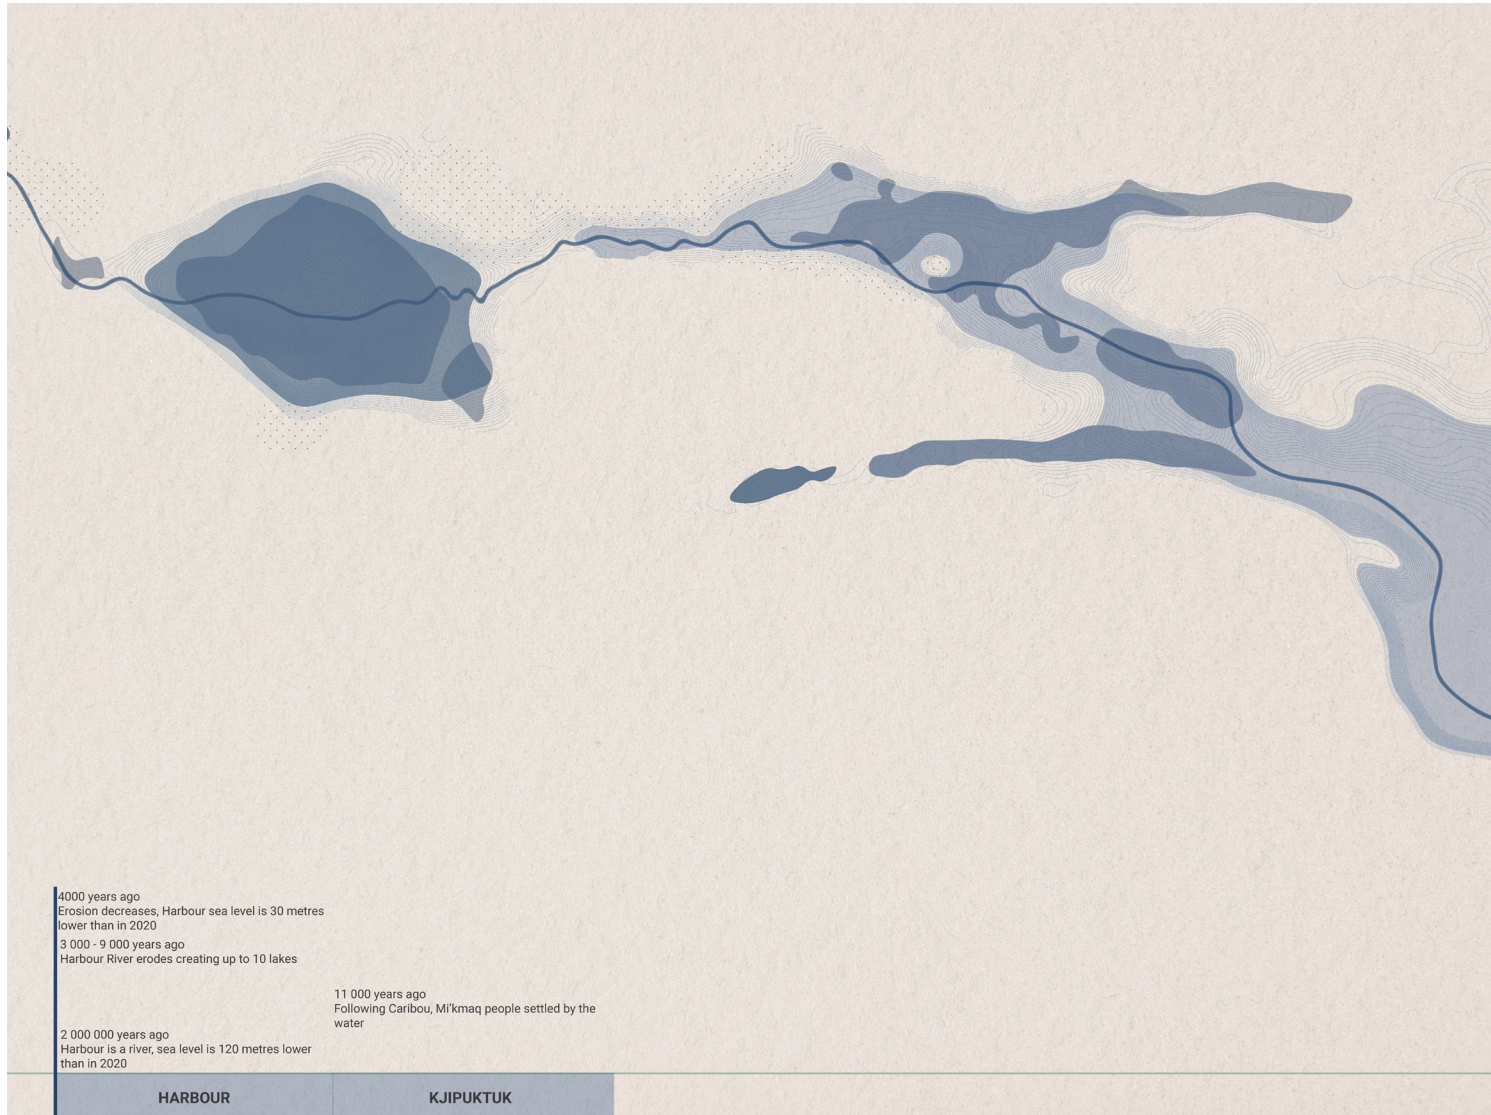 4000 years ago
Erosion decreases, Harbour sea level is 30 metres
lower than in 2020
3 000 - 9 000 years ago
Harbour River erodes creating up to 10 lakes
11 000 years ago
Following Caribou, Mi'kmaq people settled by the
water
2 000 000 years ago
Harbour is a river, sea level is 120 metres lower
than in 2020
HARBOUR
KJIPUKTUK